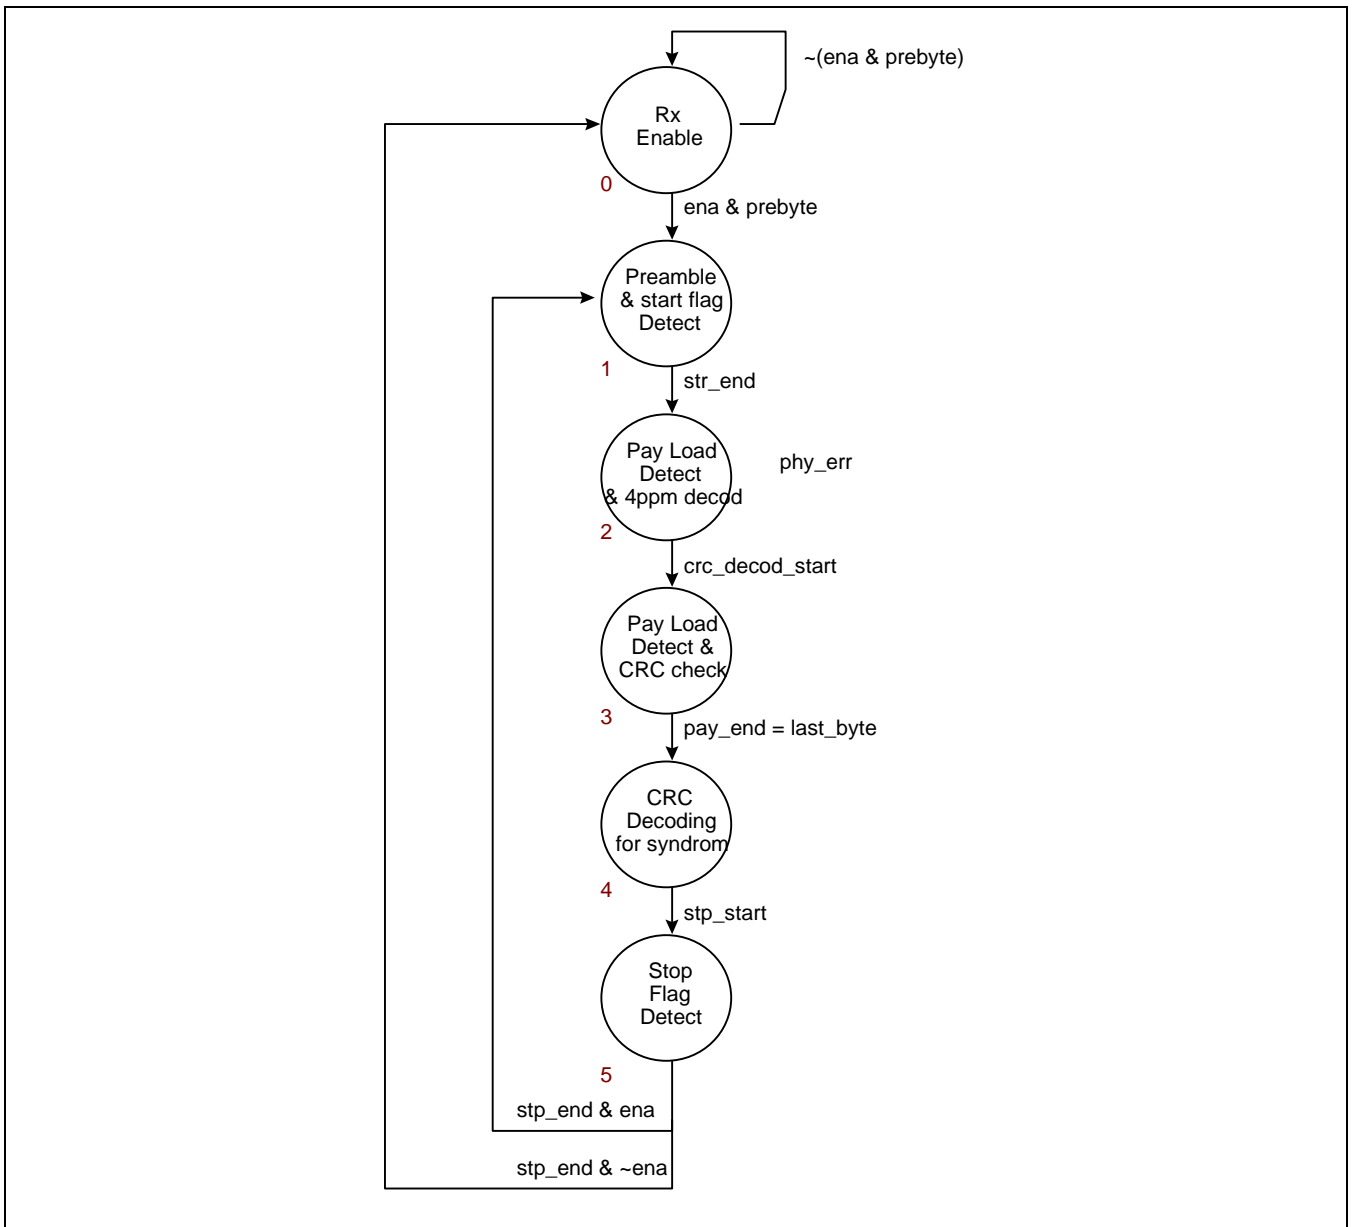 ~(ena & prebyte)
Rx
Enable
0
ena & prebyte
Preamble
& start flag
Detect
1
str_end
Pay Load
Detect
& 4ppm decod
phy_err
2
crc_decod_start
Pay Load
Detect &
CRC check
3
pay_end = last_byte
CRC
Decoding
for syndrom
4
stp_start
Stop
Flag
Detect
5
stp_end & ena
stp_end & ~ena